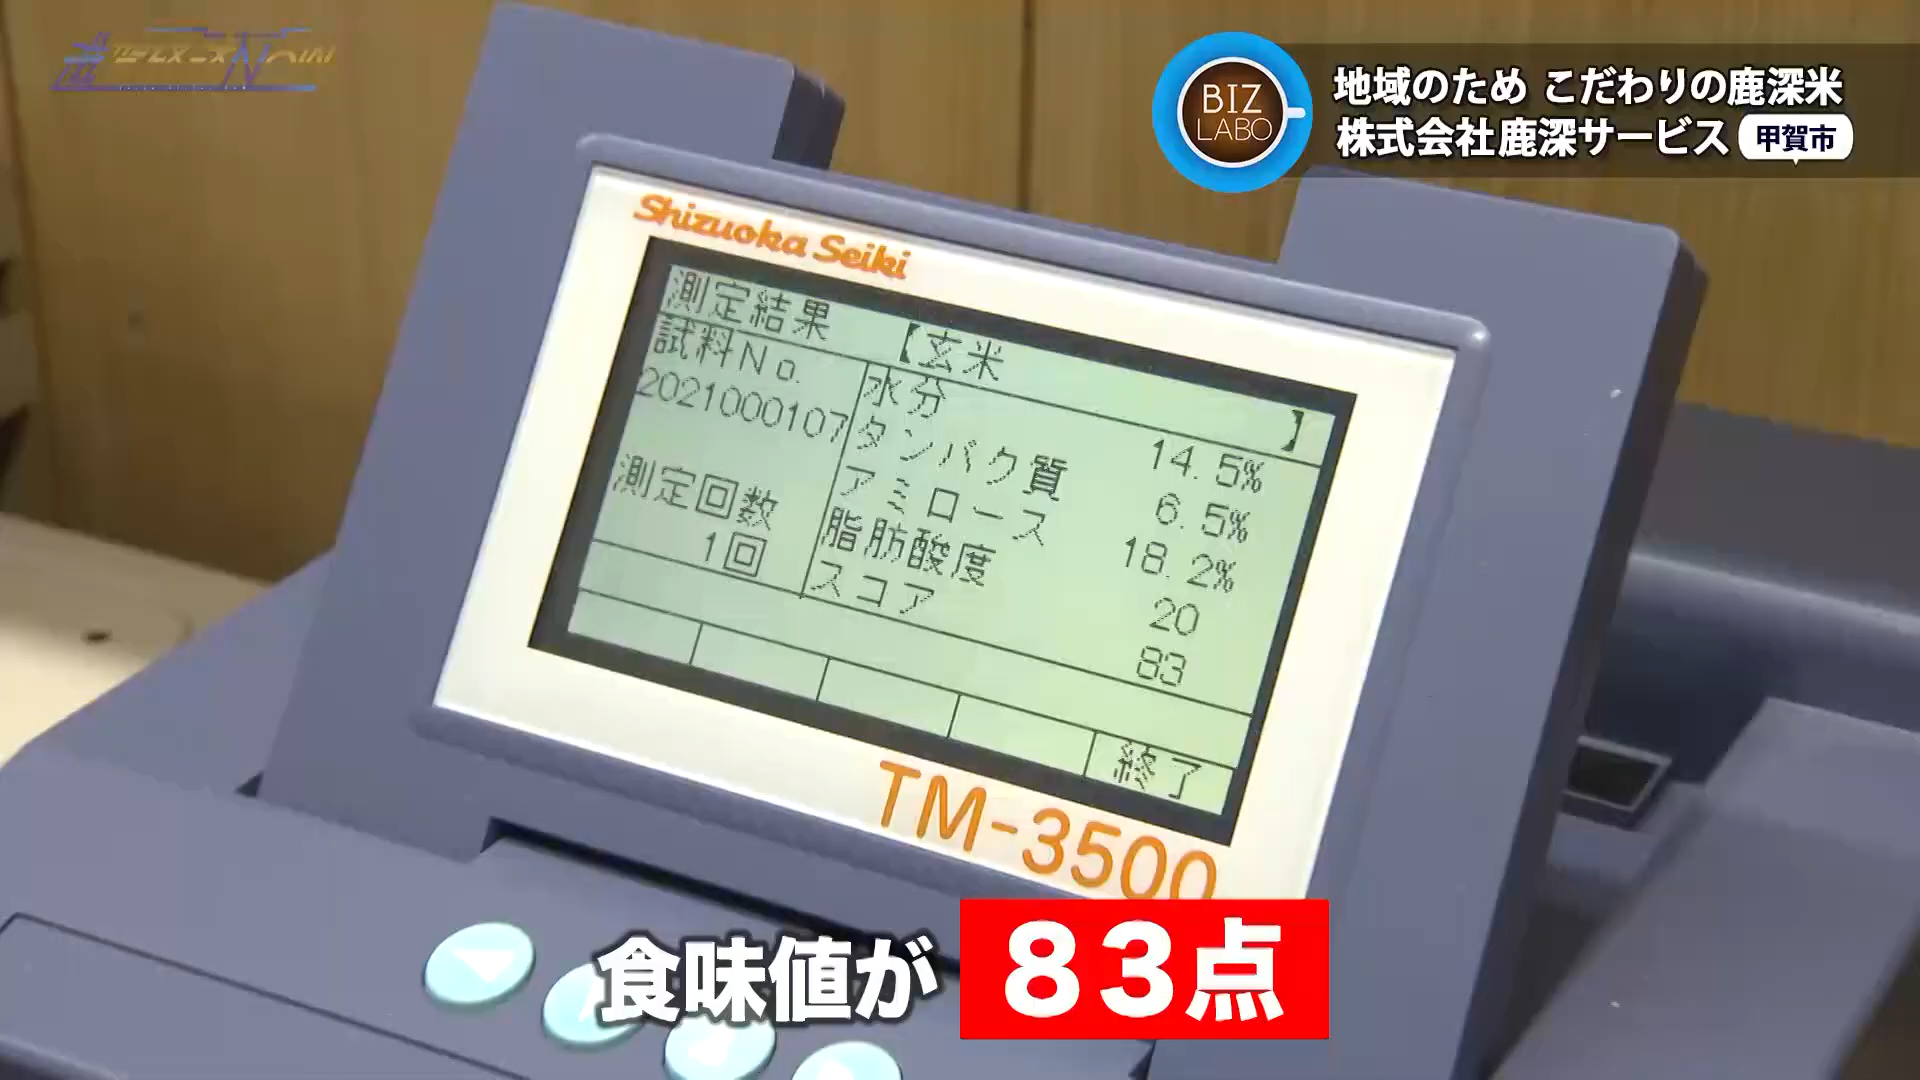 BIZ
LABO
地域のため こだわりの鹿深米
株式会社鹿深サービス 甲賀市
Shizuoka Seiki
測定結果 【玄米 】
試料No.
2021000107
測定回数
1回
水分 14.5%
タンパク質 6.5%
アミロース 18.2%
脂肪酸度 20
スコア 83
終了
TM-3500
食味値が 83点